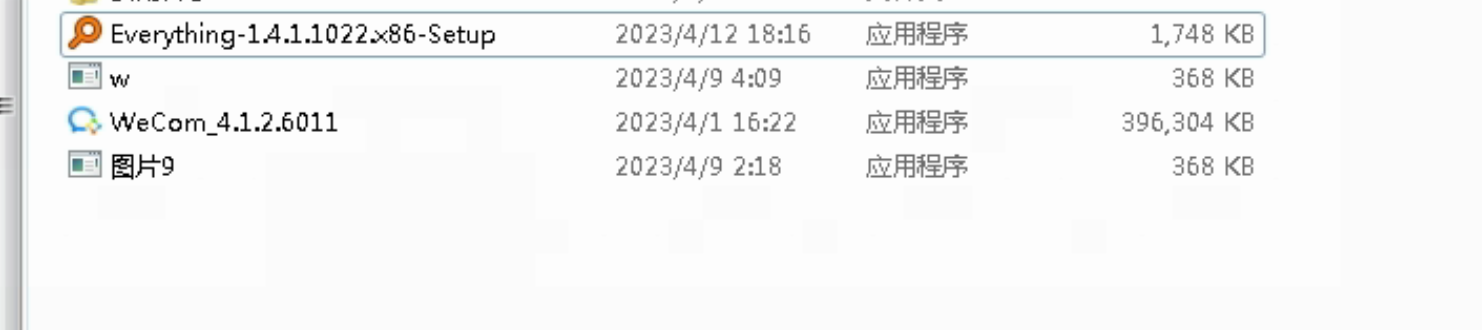 Everything-1.4.1.1022.x86-Setup 2023/4/12 18:16 应用程序 1,748 KB
w 2023/4/9 4:09 应用程序 368 KB
WeCom_4.1.2.6011 2023/4/1 16:22 应用程序 396,304 KB
图片9 2023/4/9 2:18 应用程序 368 KB